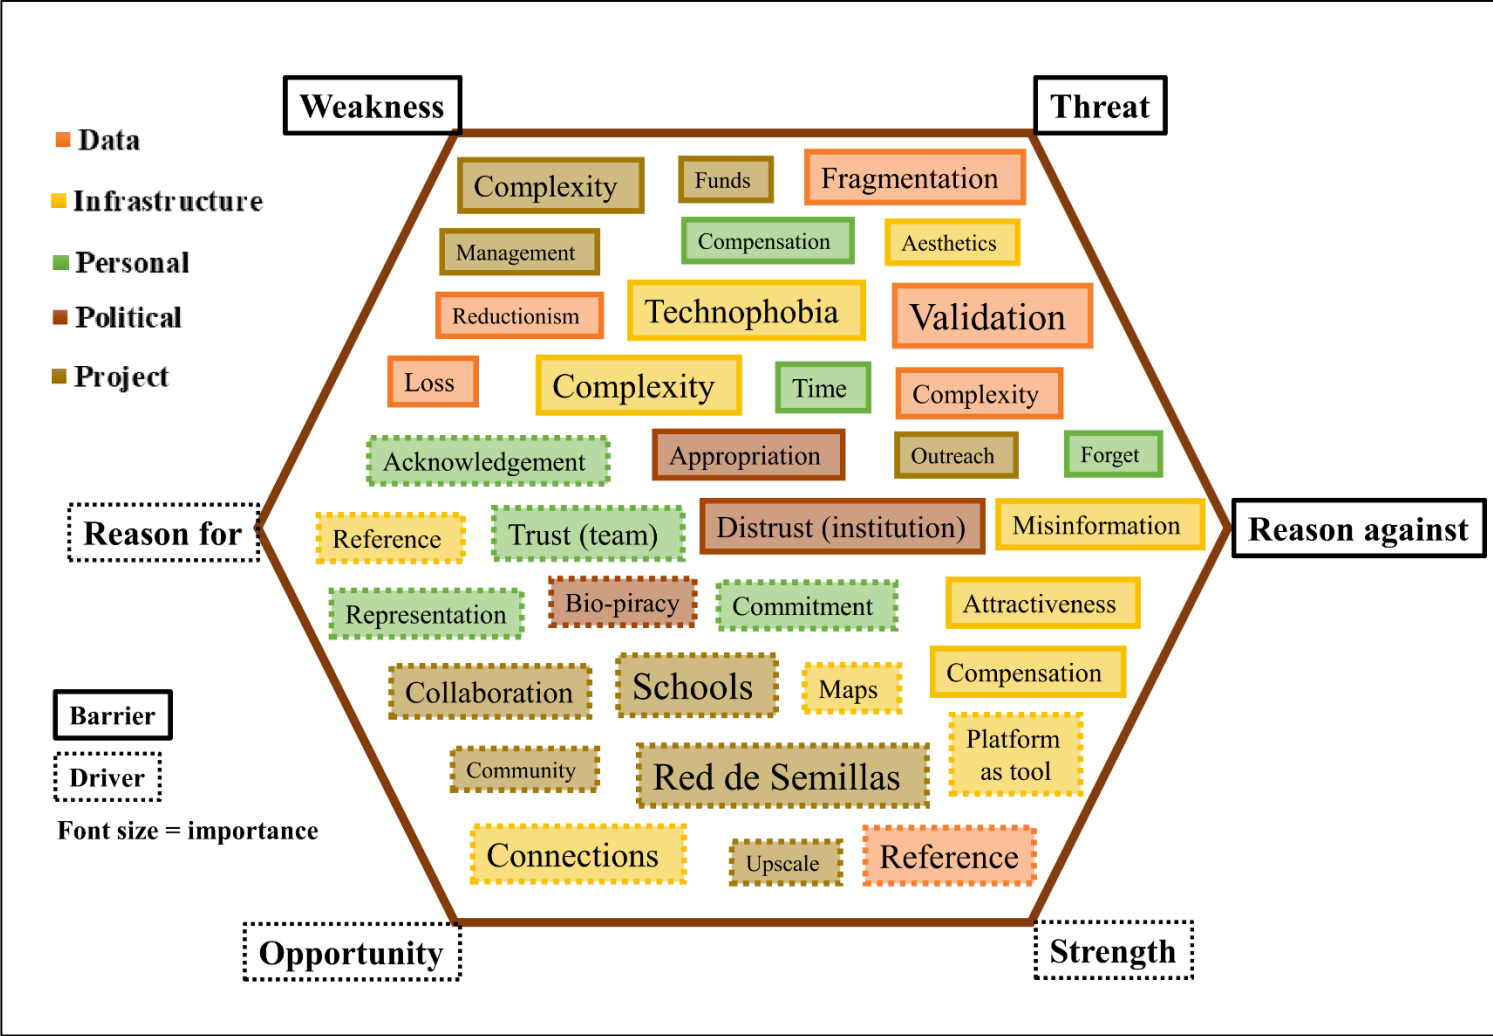 Weakness
Threat
Data
Infrastructure
Personal
Political
Project
Complexity
Funds
Fragmentation
Management
Compensation
Aesthetics
Reductionism
Technophobia
Validation
Loss
Complexity
Time
Complexity
Acknowledgement
Appropriation
Outreach
Forget
Reason for
Reference
Trust (team)
Distrust (institution)
Misinformation
Reason against
Representation
Bio-piracy
Commitment
Attractiveness
Collaboration
Schools
Maps
Compensation
Community
Red de Semillas
Platform
as tool
Connections
Upscale
Reference
Barrier
Driver
Font size = importance
Opportunity
Strength